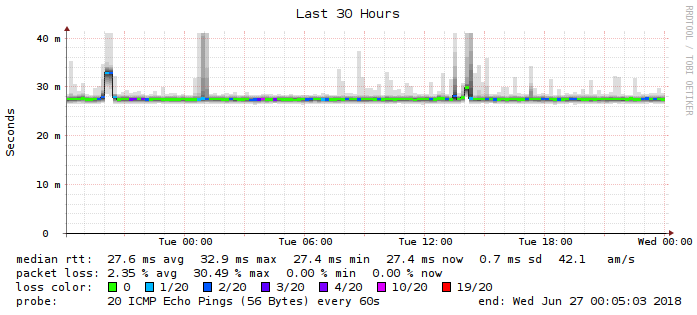 Last 30 Hours
RRDTOOL / TOBI OETIKER
Seconds
40 m
30 m
20 m
10 m
0
Tue 00:00 Tue 06:00 Tue 12:00 Tue 18:00 Wed 00:00
median rtt: 27.6 ms avg 32.9 ms max 27.4 ms min 27.4 ms now 0.7 ms sd 42.1 am/s
packet loss: 2.35 % avg 30.49 % max 0.00 % min 0.00 % now
loss color: 0 1/20 2/20 3/20 4/20 10/20 19/20
probe: 20 ICMP Echo Pings (56 Bytes) every 60s end: Wed Jun 27 00:05:03 2018